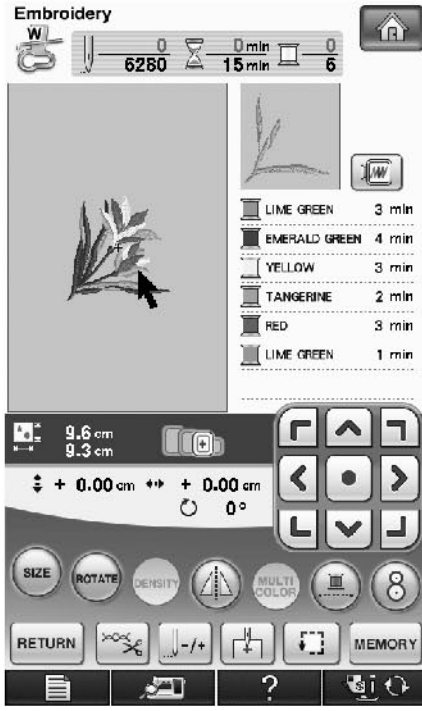 Embroidery
W
0 0 min 0
6280 15 min 6
LIME GREEN 3 min
EMERALD GREEN 4 min
YELLOW 3 min
TANGERINE 2 min
RED 3 min
LIME GREEN 1 min
9.6 cm
9.3 cm
+ 0.00 cm + 0.00 cm
0°
SIZE ROTATE DENSITY MULTI COLOR
RETURN -/+ MEMORY
?